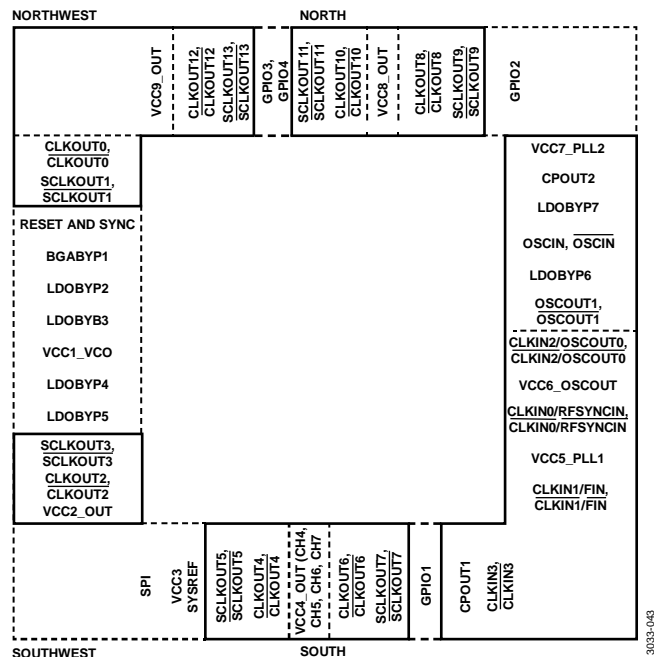 NORTHWEST
NORTH
VCC9_OUT
CLKOUT12,
CLKOUT12
SCLKOUT13,
SCLKOUT13
GPIO3,
GPIO4
SCLKOUT11,
SCLKOUT11
CLKOUT10,
CLKOUT10
VCC8_OUT
CLKOUT8,
CLKOUT8
SCLKOUT9,
SCLKOUT9
GPIO2
CLKOUT0,
CLKOUT0
SCLKOUT1,
SCLKOUT1
RESET AND SYNC
BGABYP1
LDOBYP2
LDOBYB3
VCC1_VCO
LDOBYP4
LDOBYP5
SCLKOUT3,
SCLKOUT3
CLKOUT2,
CLKOUT2
VCC2_OUT
VCC7_PLL2
CPOUT2
LDOBYP7
OSCIN, OSCIN
LDOBYP6
OSCOUT1,
OSCOUT1
CLKIN2/OSCOUT0,
CLKIN2/OSCOUT0
VCC6_OSCOUT
CLKIN0/RFSYNCIN,
CLKIN0/RFSYNCIN
VCC5_PLL1
CLKIN1/FIN,
CLKIN1/FIN
SPI
VCC3
SYSREF
SCLKOUT5,
SCLKOUT5
CLKOUT4,
CLKOUT4
VCC4_OUT (CH4,
CH5, CH6, CH7
CLKOUT6,
CLKOUT6
SCLKOUT7,
SCLKOUT7
GPIO1
CPOUT1
CLKIN3,
CLKIN3
SOUTHWEST
SOUTH
3033-043